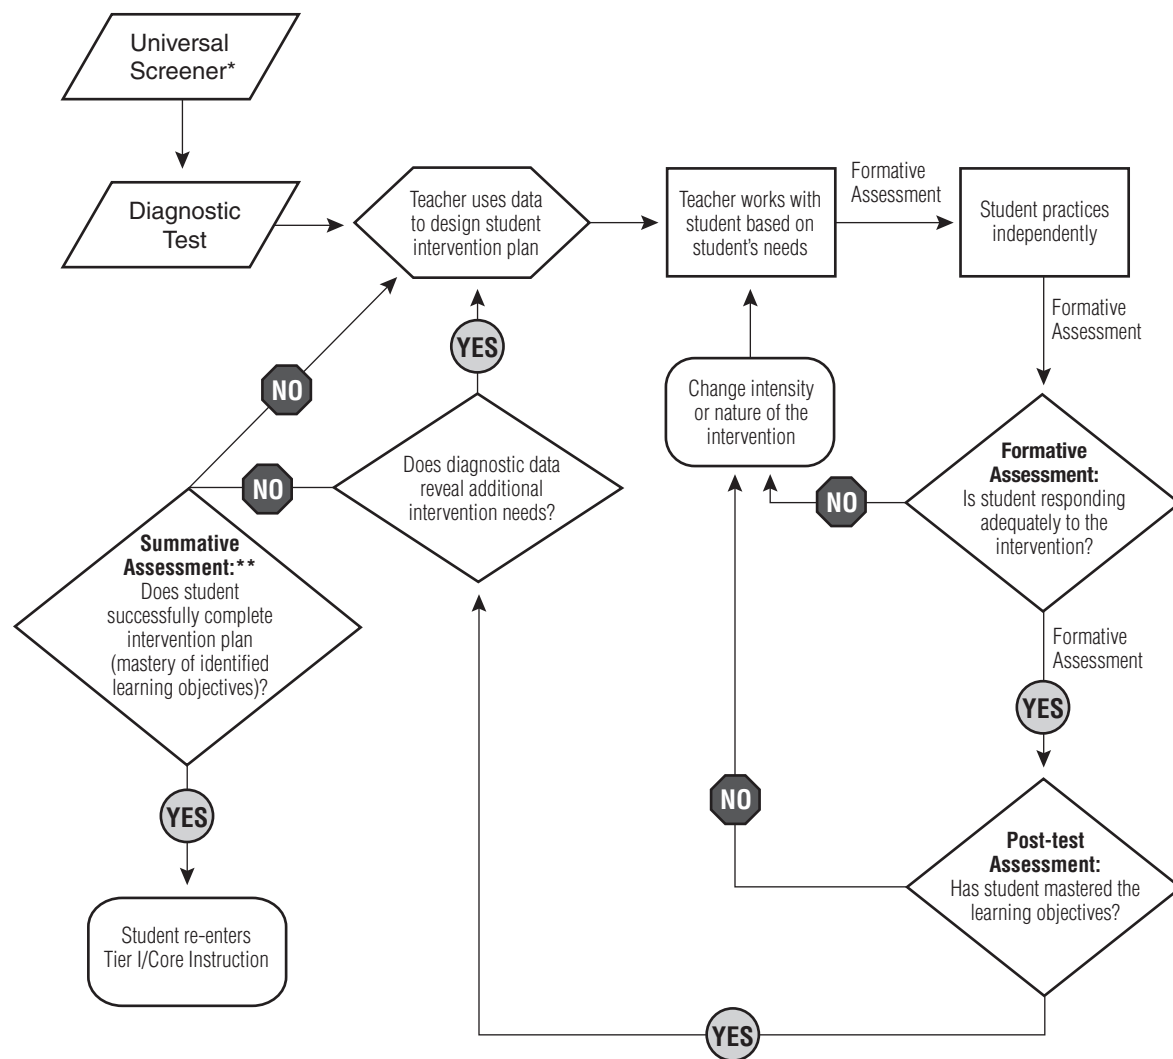 Universal
Screener*
Diagnostic
Test
Teacher uses data
to design student
intervention plan
Teacher works with
student based on
student’s needs
Formative
Assessment
Student practices
independently
Formative
Assessment
YES
NO
Change intensity
or nature of the
intervention
Does diagnostic data
reveal additional
intervention needs?
NO
Formative
Assessment:
Is student responding
adequately to the
intervention?
NO
Summative
Assessment:**
Does student
successfully complete
intervention plan
(mastery of identified
learning objectives)?
Formative
Assessment
YES
NO
YES
Post-test
Assessment:
Has student mastered the
learning objectives?
Student re-enters
Tier I/Core Instruction
YES